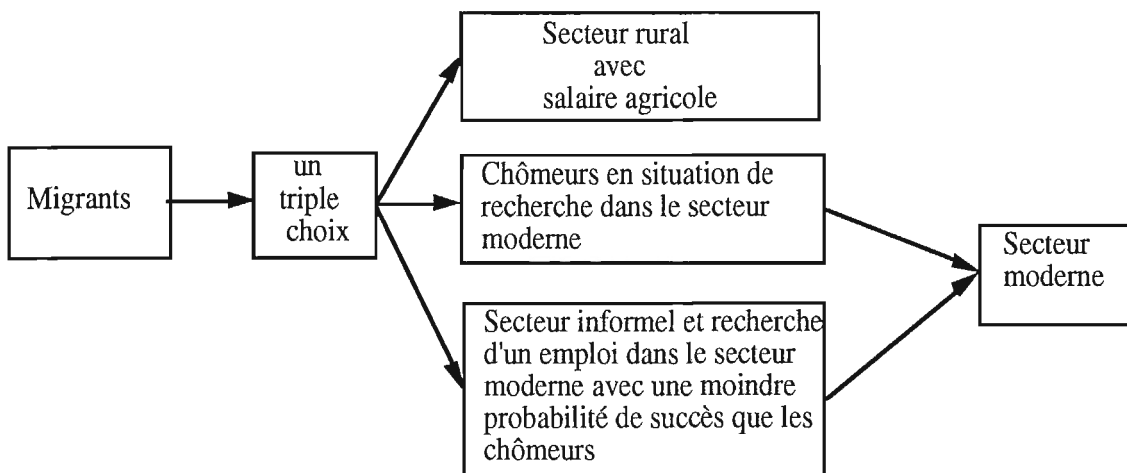 Secteur rural
avec
salaire agricole
Migrants
un
triple
choix
Chômeurs en situation de
recherche dans le secteur
moderne
Secteur informel et recherche
d'un emploi dans le secteur
moderne avec une moindre
probabilité de succès que les
chômeurs
Secteur
moderne